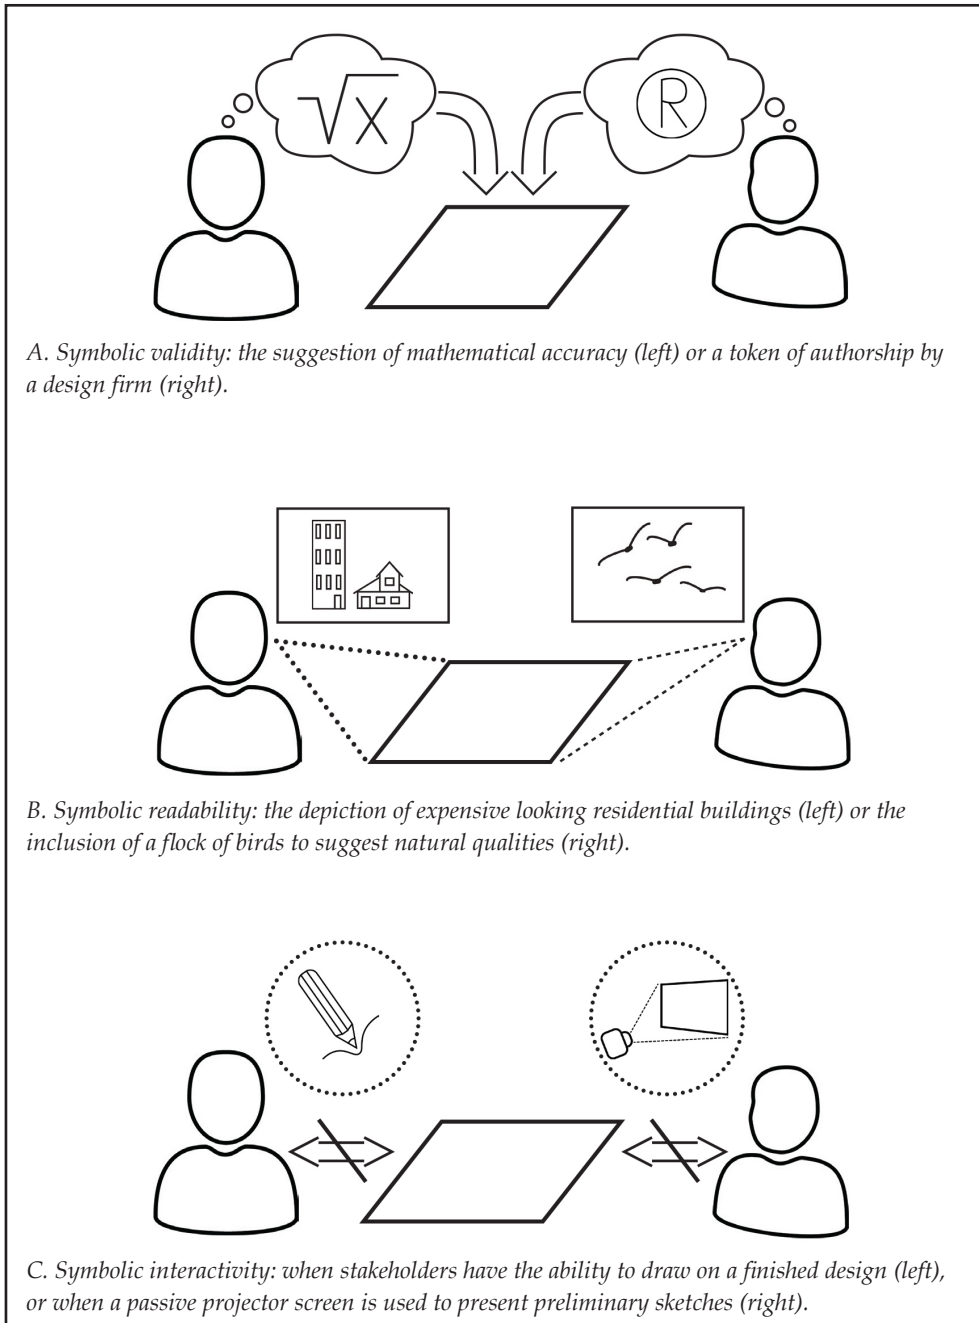 √x
®
A. Symbolic validity: the suggestion of mathematical accuracy (left) or a token of authorship by
a design firm (right).
B. Symbolic readability: the depiction of expensive looking residential buildings (left) or the
inclusion of a flock of birds to suggest natural qualities (right).
C. Symbolic interactivity: when stakeholders have the ability to draw on a finished design (left),
or when a passive projector screen is used to present preliminary sketches (right).